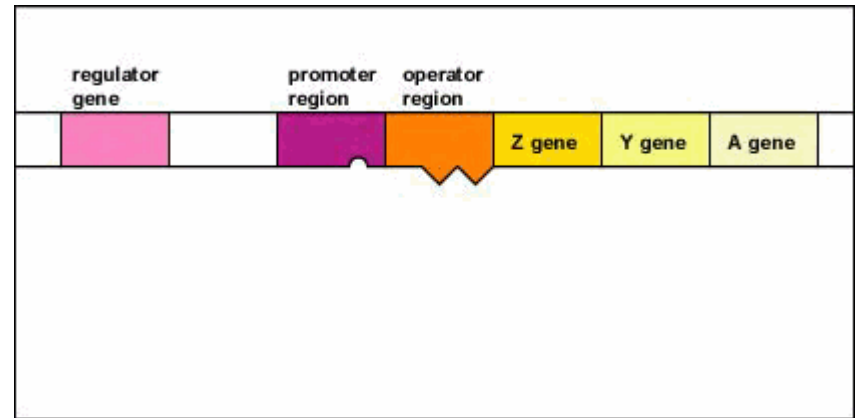 regulator
gene
promoter
region
operator
region
Z gene
Y gene
A gene